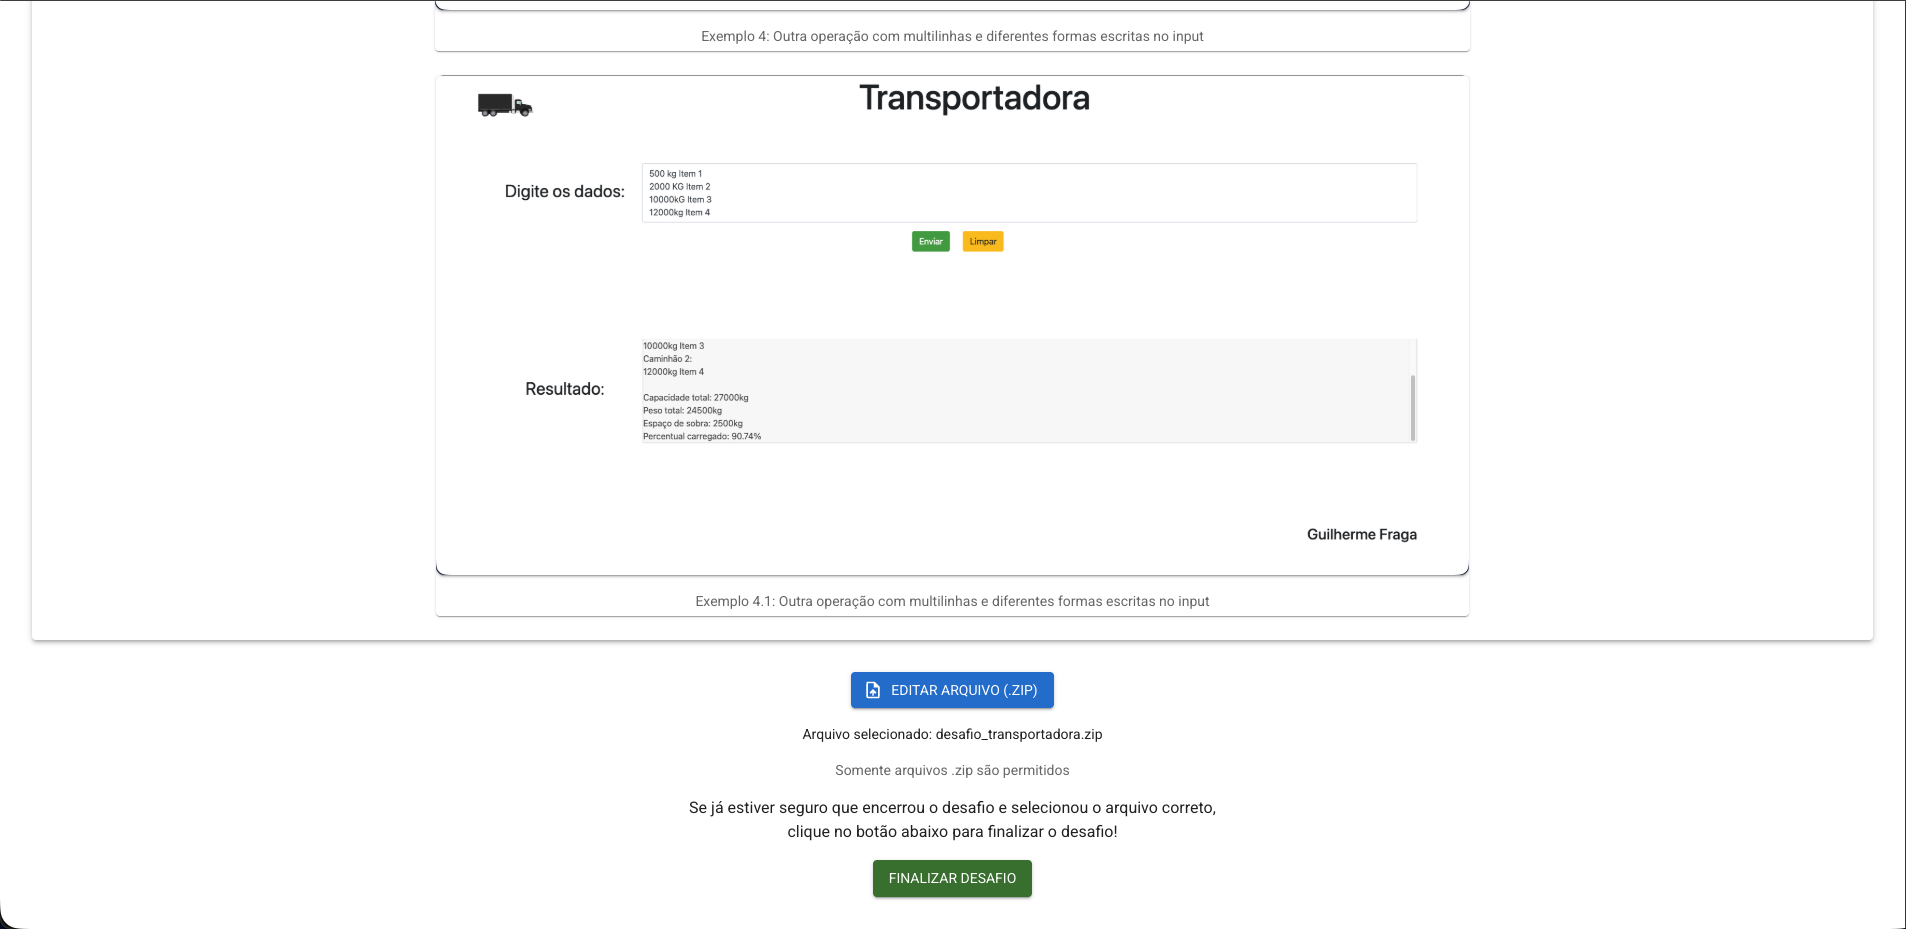 Exemplo 4: Outra operação com multilinhas e diferentes formas escritas no input
Transportadora
Digite os dados:
500 kg Item 1
2000 KG Item 2
10000kG Item 3
12000kg Item 4
Enviar
Limpar
Resultado:
10000kg Item 3
Caminhão 2:
12000kg Item 4
Capacidade total: 27000kg
Peso total: 24500kg
Espaço de sobra: 2500kg
Percentual carregado: 90.74%
Guilherme Fraga
Exemplo 4.1: Outra operação com multilinhas e diferentes formas escritas no input
EDITAR ARQUIVO (.ZIP)
Arquivo selecionado: desafio_transportadora.zip
Somente arquivos .zip são permitidos
Se já estiver seguro que encerrou o desafio e selecionou o arquivo correto,
clique no botão abaixo para finalizar o desafio!
FINALIZAR DESAFIO